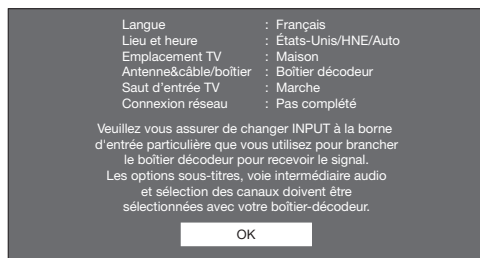 Langue : Français
Lieu et heure : États-Unis/HNE/Auto
Emplacement TV : Maison
Antenne&câble/boîtier : Boîtier décodeur
Saut d'entrée TV : Marche
Connexion réseau : Pas complété
Veuillez vous assurer de changer INPUT à la borne
d'entrée particulière que vous utilisez pour brancher
le boîtier décodeur pour recevoir le signal.
Les options sous-titres, voie intermédiaire audio
et sélection des canaux doivent être
sélectionnées avec votre boîtier-décodeur.
OK